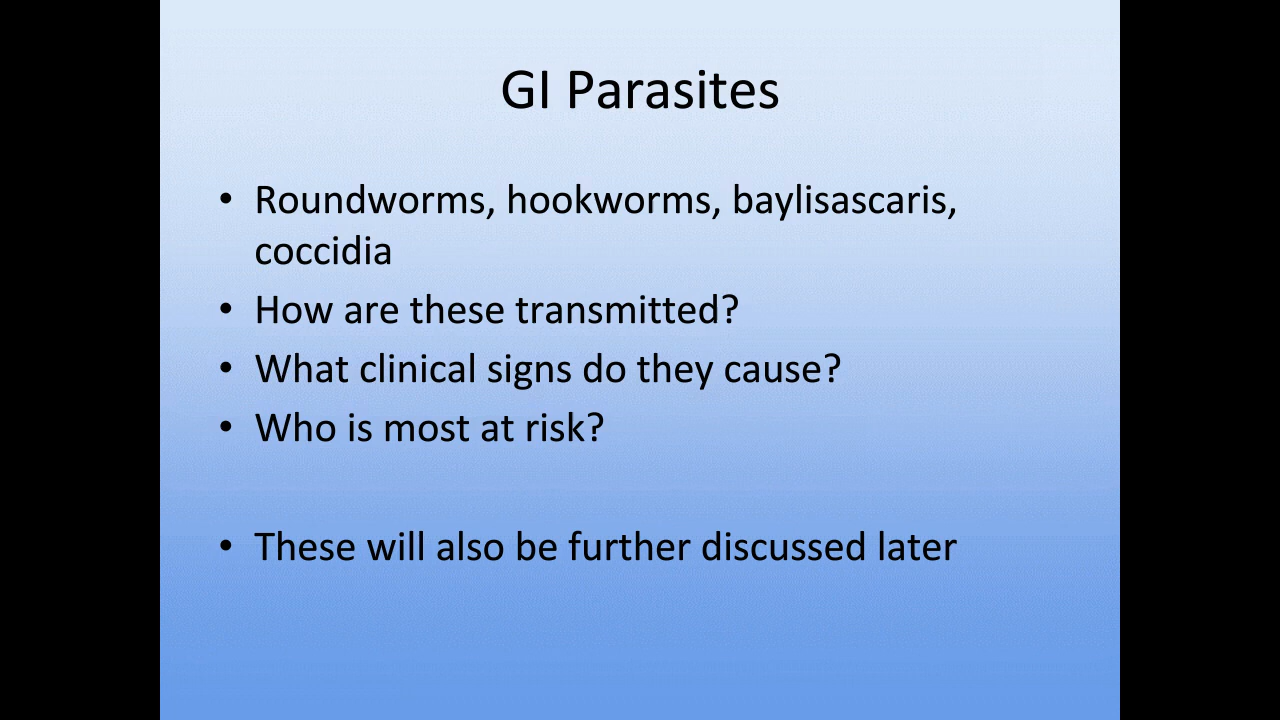 GI Parasites
• Roundworms, hookworms, baylisascaris,
coccidia
• How are these transmitted?
• What clinical signs do they cause?
• Who is most at risk?
• These will also be further discussed later